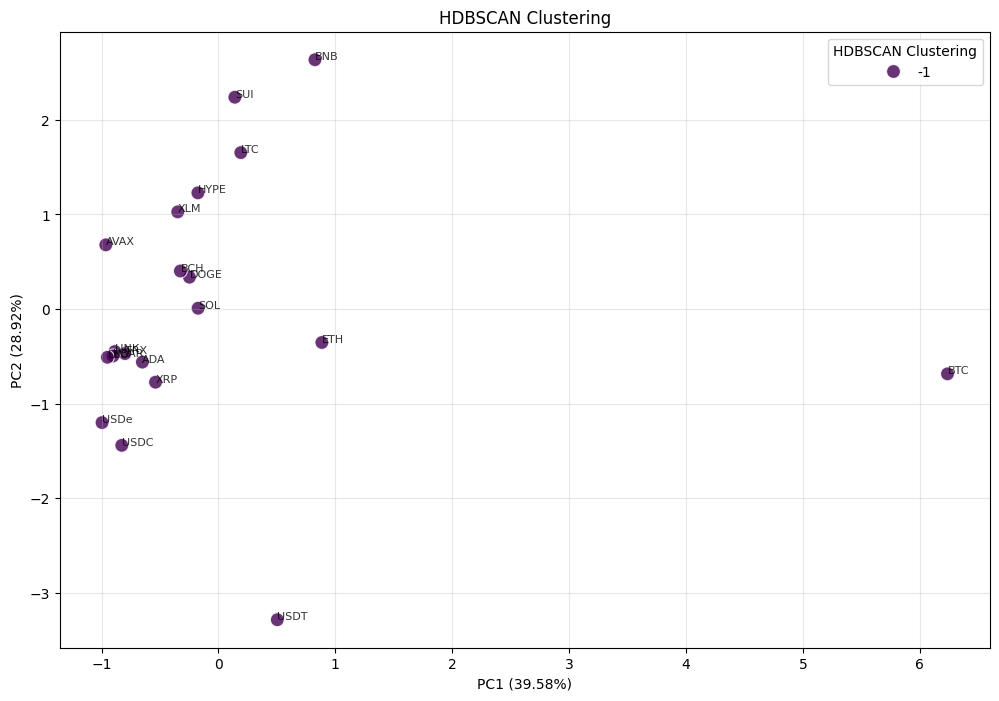 HDBSCAN Clustering
HDBSCAN Clustering
-1
BNB
SUI
LTC
HYPE
XLM
AVAX
BCH
DOGE
SOL
ETH
BTC
LINK
ADA
XRP
USDe
USDC
USDT
2
1
0
−1
−2
−3
PC2 (28.92%)
−1
0
1
2
3
4
5
6
PC1 (39.58%)